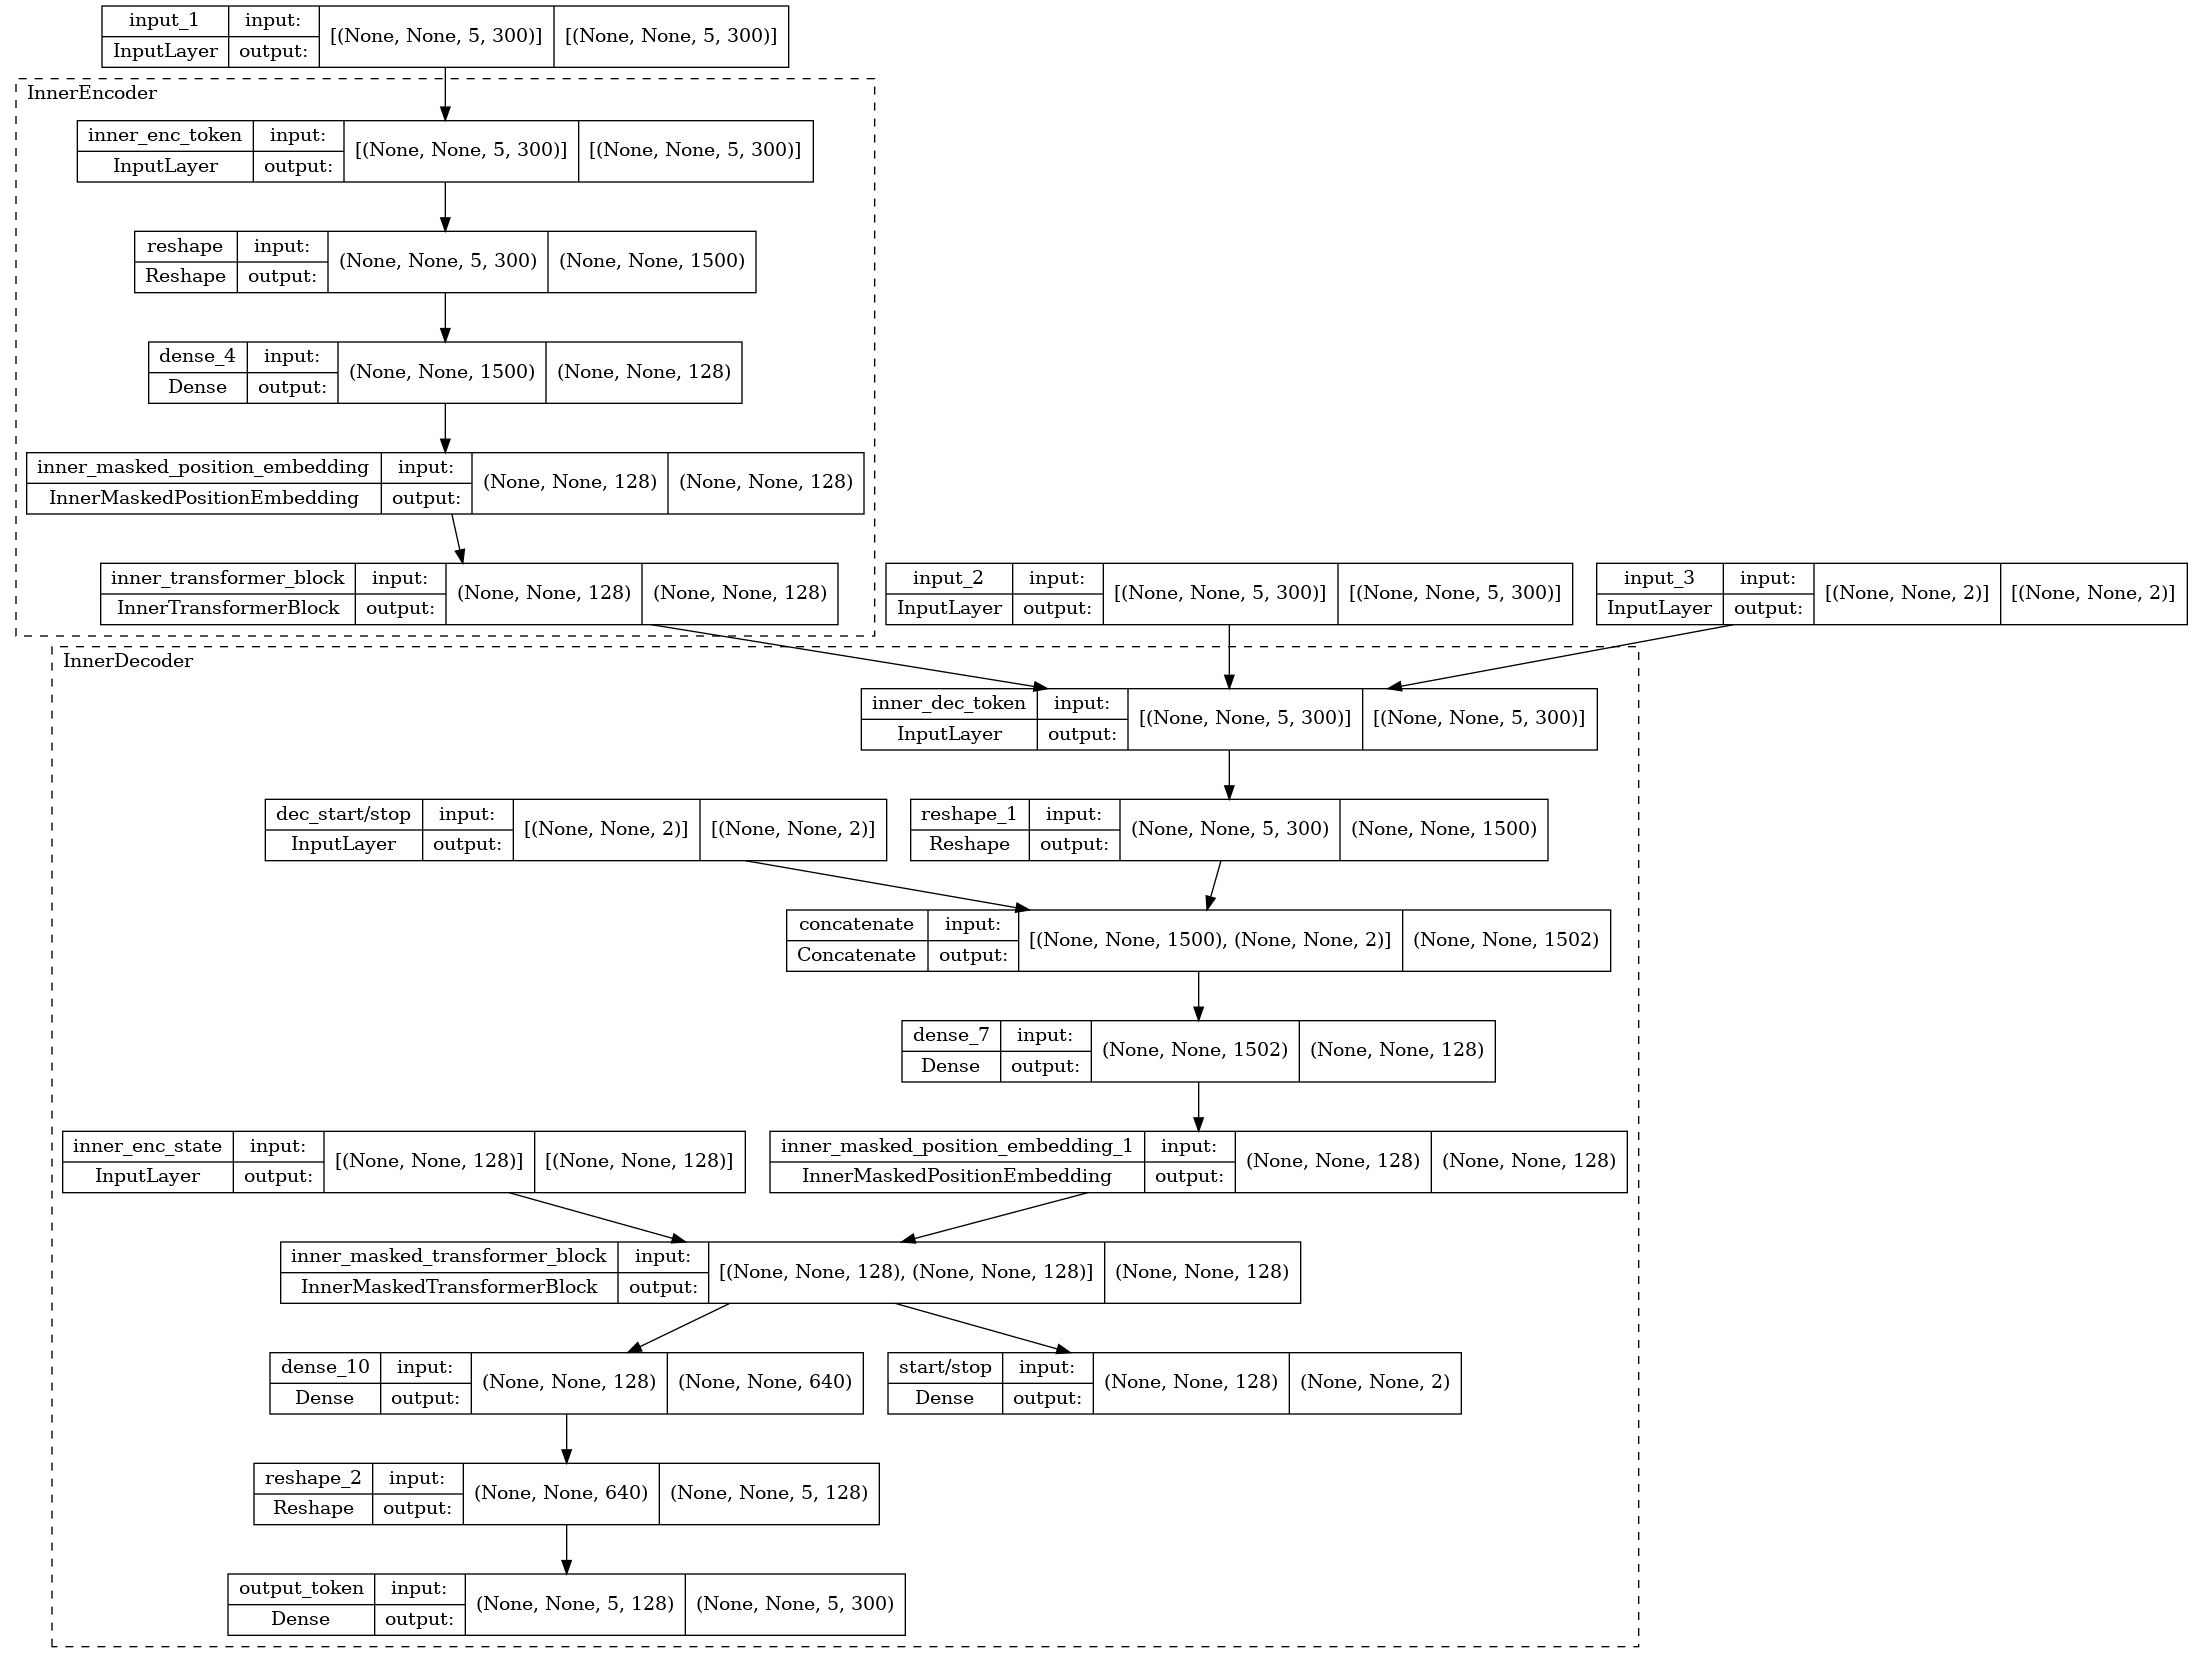 input_1 input: [(None, None, 5, 300)] [(None, None, 5, 300)]
InputLayer output:
InnerEncoder
inner_enc_token input: [(None, None, 5, 300)] [(None, None, 5, 300)]
InputLayer output:
reshape input: (None, None, 5, 300) (None, None, 1500)
Reshape output:
dense_4 input: (None, None, 1500) (None, None, 128)
Dense output:
inner_masked_position_embedding input: (None, None, 128) (None, None, 128)
InnerMaskedPositionEmbedding output:
inner_transformer_block input: (None, None, 128) (None, None, 128)
InnerTransformerBlock output:
input_2 input: [(None, None, 5, 300)] [(None, None, 5, 300)]
InputLayer output:
input_3 input: [(None, None, 2)] [(None, None, 2)]
InputLayer output:
InnerDecoder
inner_dec_token input: [(None, None, 5, 300)] [(None, None, 5, 300)]
InputLayer output:
dec_start/stop input: [(None, None, 2)] [(None, None, 2)]
InputLayer output:
reshape_1 input: (None, None, 5, 300) (None, None, 1500)
Reshape output:
concatenate input: [(None, None, 1500), (None, None, 2)] (None, None, 1502)
Concatenate output:
dense_7 input: (None, None, 1502) (None, None, 128)
Dense output:
inner_enc_state input: [(None, None, 128)] [(None, None, 128)]
InputLayer output:
inner_masked_position_embedding_1 input: (None, None, 128) (None, None, 128)
InnerMaskedPositionEmbedding output:
inner_masked_transformer_block input: [(None, None, 128), (None, None, 128)] (None, None, 128)
InnerMaskedTransformerBlock output:
dense_10 input: (None, None, 128) (None, None, 640)
Dense output:
start/stop input: (None, None, 128) (None, None, 2)
Dense output:
reshape_2 input: (None, None, 640) (None, None, 5, 128)
Reshape output:
output_token input: (None, None, 5, 128) (None, None, 5, 300)
Dense output: